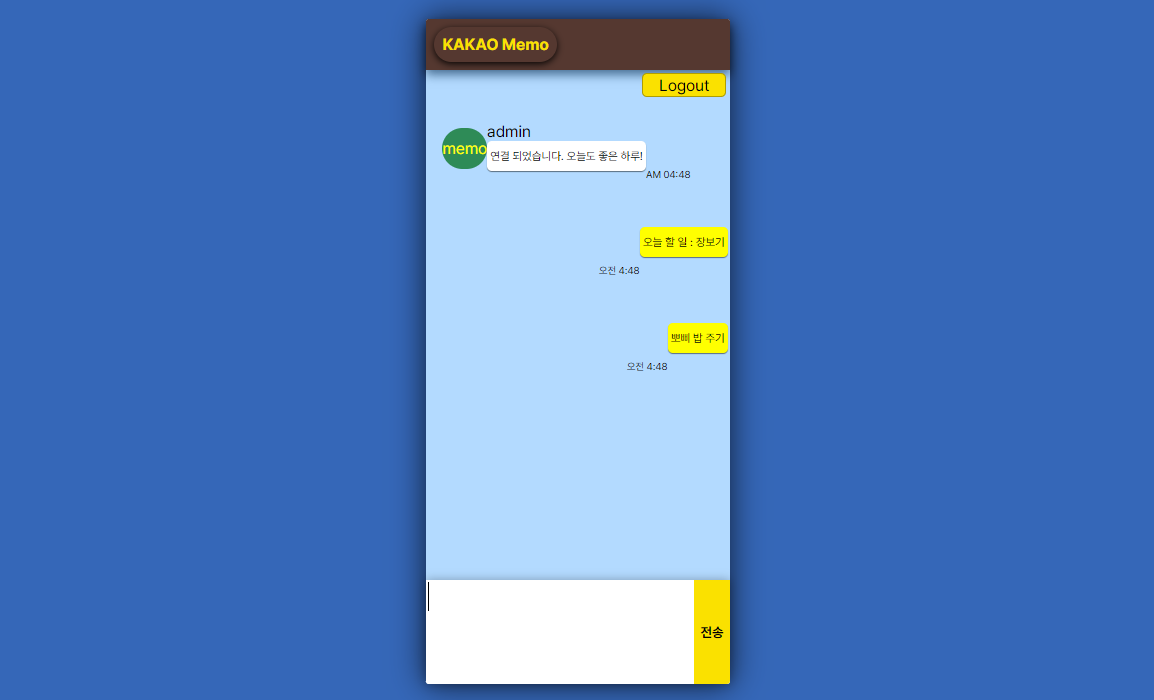 KAKAO Memo
Logout
admin
memo
연결 되었습니다. 오늘도 좋은 하루!
AM 04:48
오늘 할 일 : 장보기
오전 4:48
뽀삐 밥 주기
오전 4:48
전송